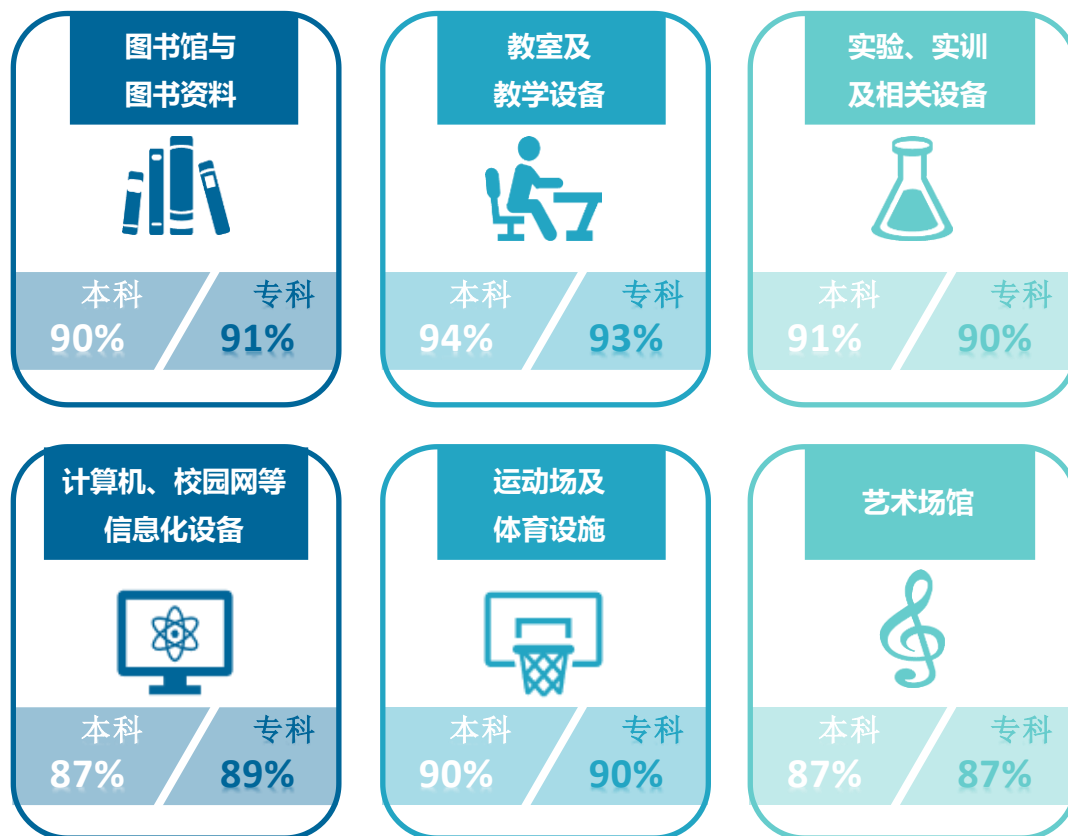 图书馆与
图书资料
本科
专科
90%
91%
教室及
教学设备
本科
专科
94%
93%
实验、实训
及相关设备
本科
专科
91%
90%
计算机、校园网等
信息化设备
本科
专科
87%
89%
运动场及
体育设施
本科
专科
90%
90%
艺术场馆
本科
专科
87%
87%